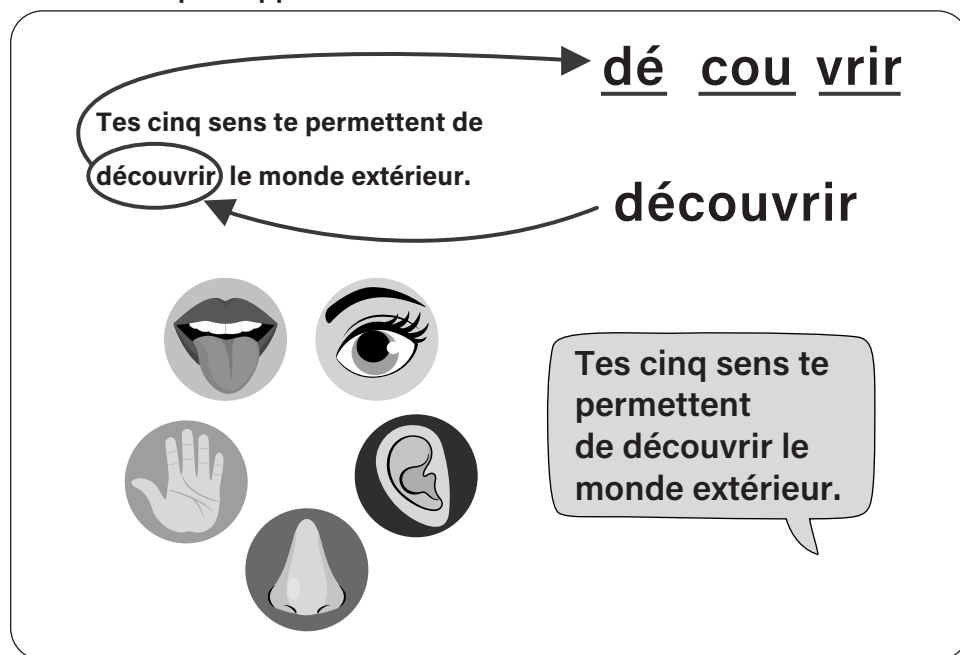 dé cou vrir
Tes cinq sens te permettent de
découvrir le monde extérieur.
découvrir
Tes cinq sens te
permettent
de découvrir le
monde extérieur.